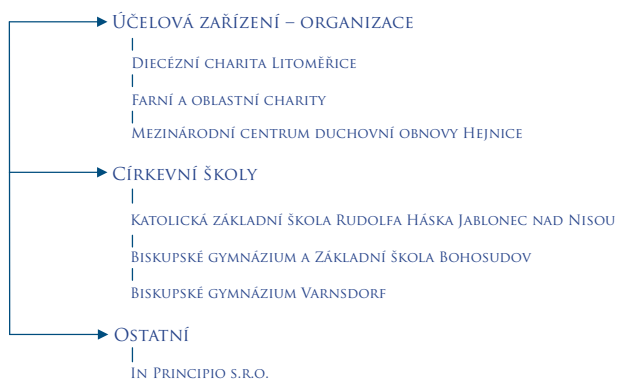 Účelová zařízení – organizace
Diecézní charita Litoměřice
Farní a oblastní charity
Mezinárodní centrum duchovní obnovy Hejnice
Církevní školy
Katolická základní škola Rudolfa Háska Jablonec nad Nisou
Biskupské gymnázium a Základní škola Bohosudov
Biskupské gymnázium Varnsdorf
Ostatní
In Principio s.r.o.